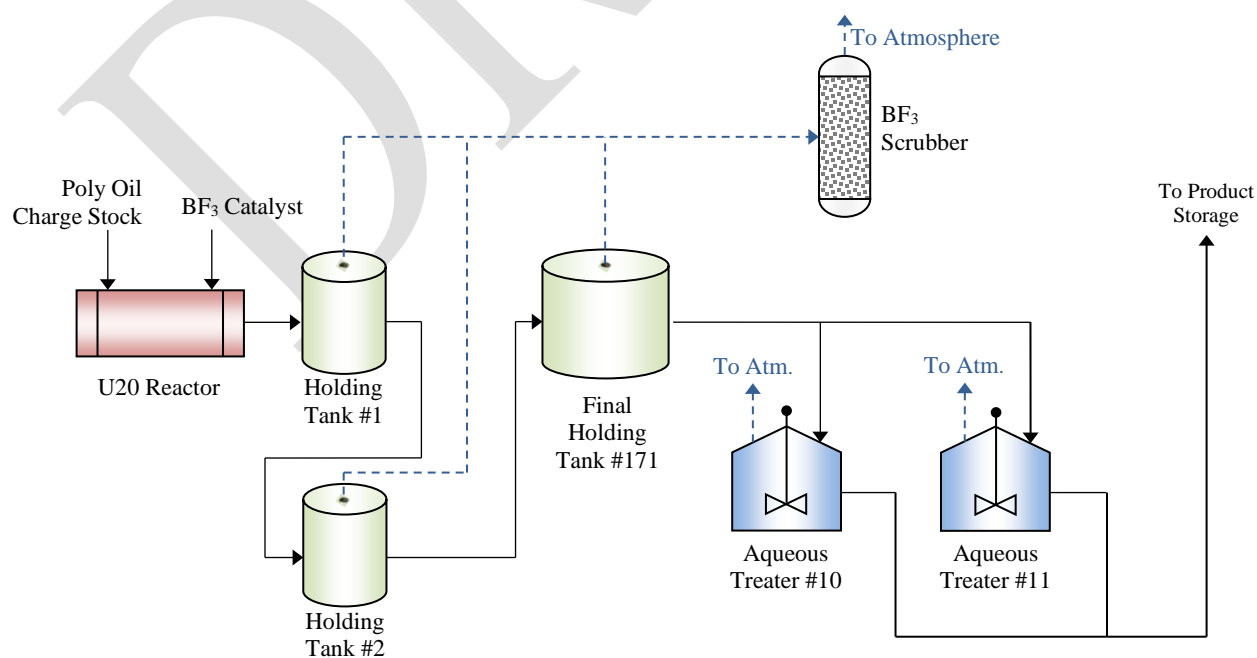 To Atmosphere
BF3
Scrubber
Poly Oil
Charge Stock
BF3 Catalyst
To Product
Storage
U20 Reactor
Holding
Tank #1
Final
Holding
Tank #171
To Atm.
To Atm.
Aqueous
Treater #10
Aqueous
Treater #11
Holding
Tank #2